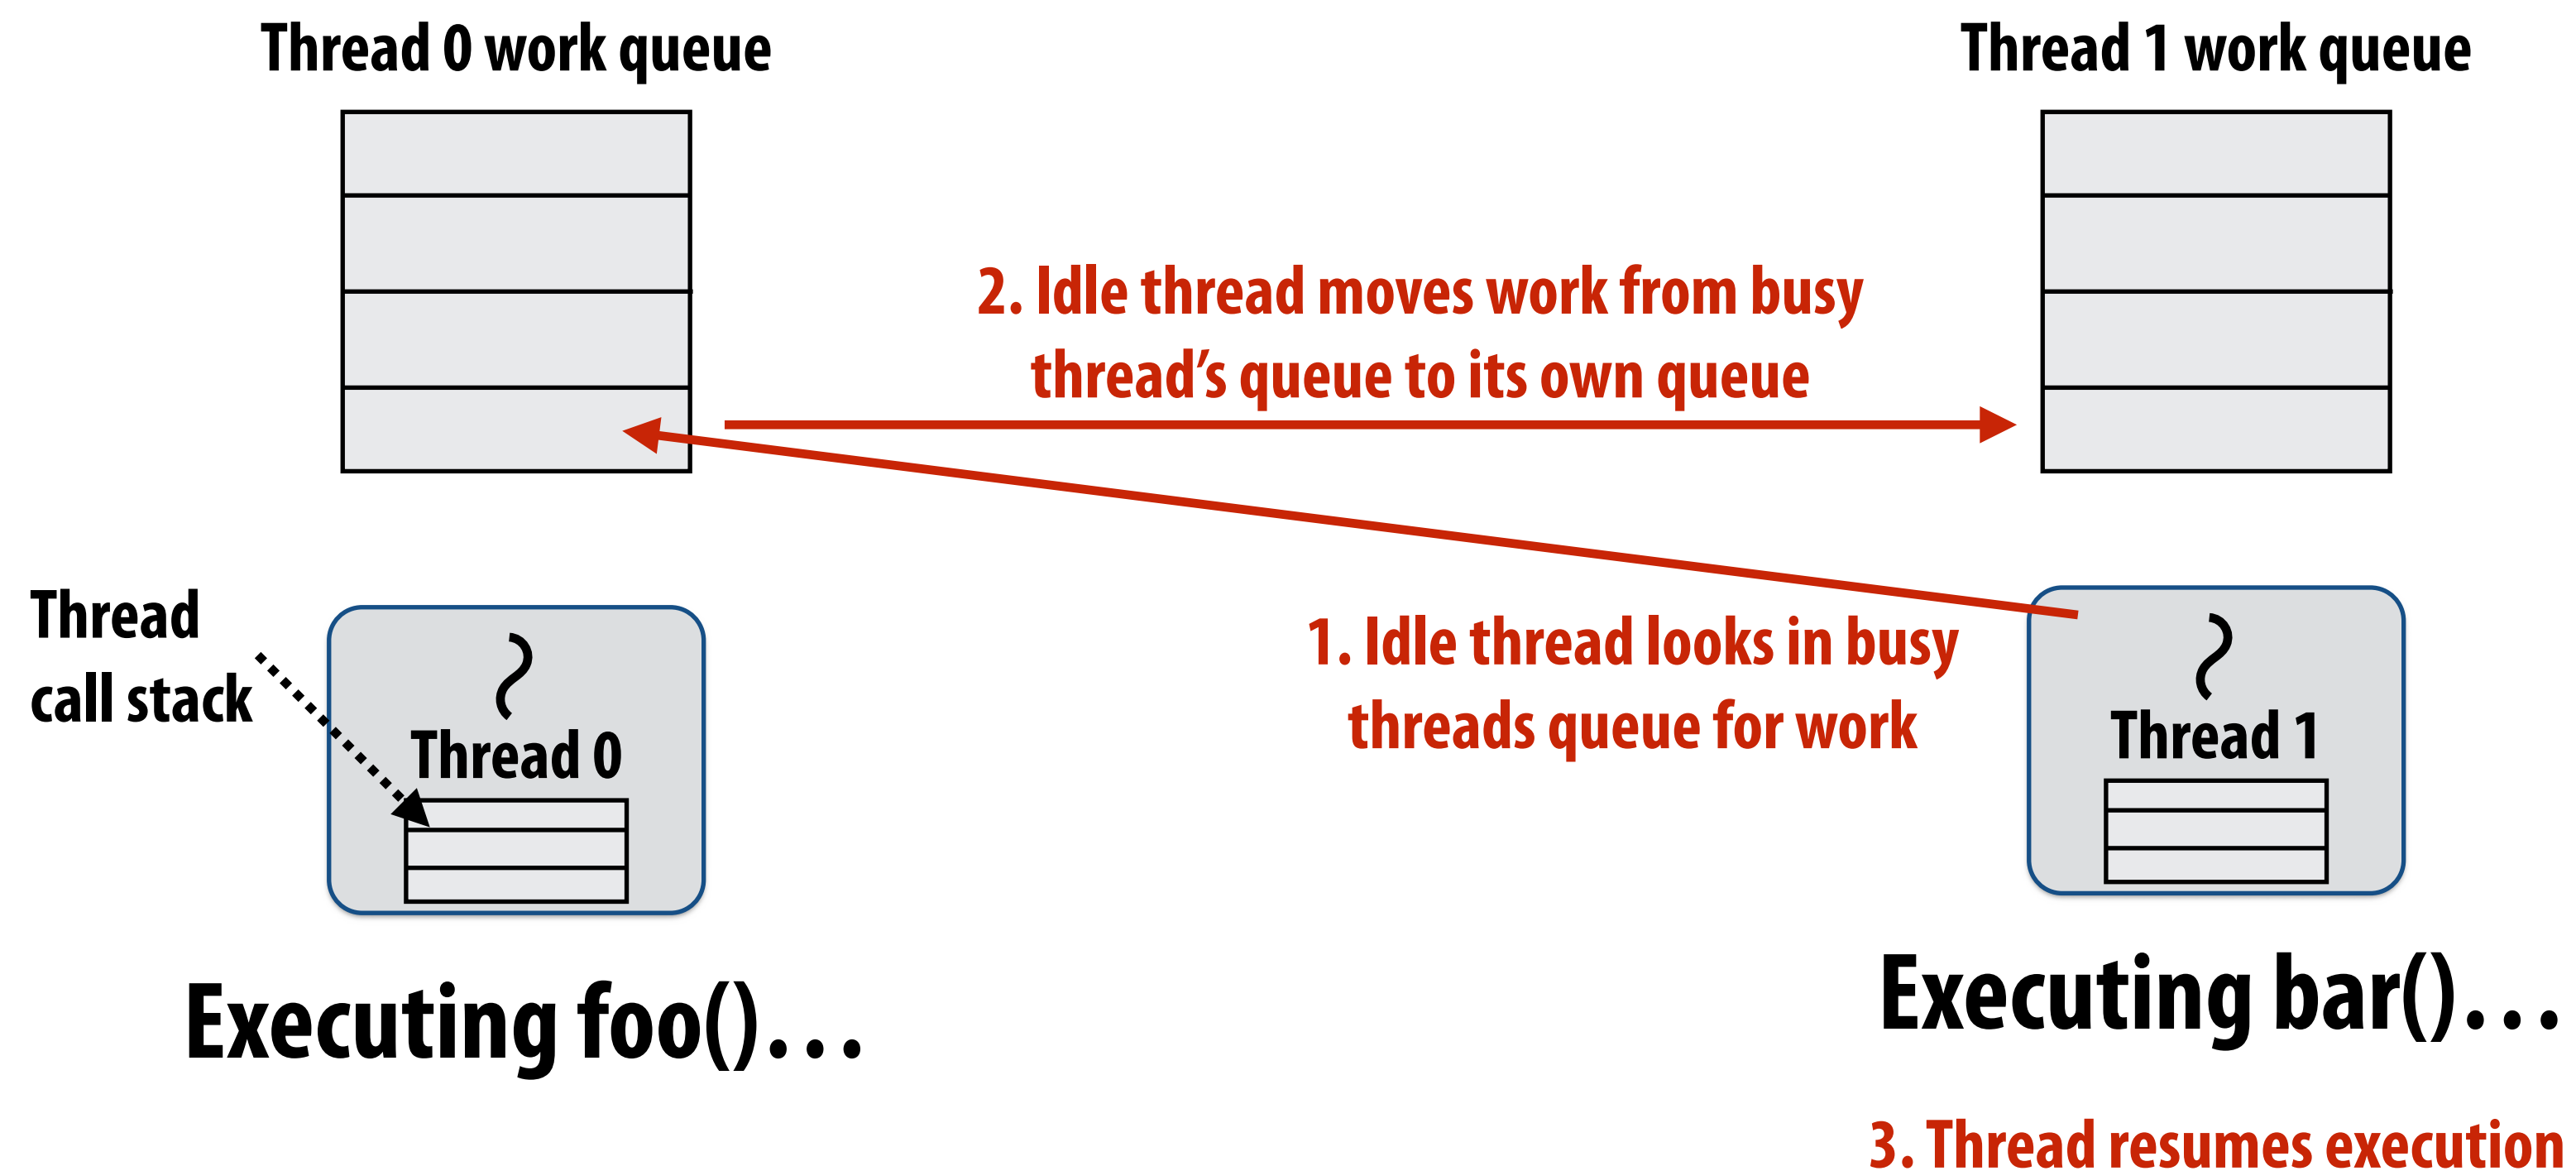 Thread 0 work queue
Thread 1 work queue
2. Idle thread moves work from busy
thread’s queue to its own queue
1. Idle thread looks in busy
threads queue for work
Thread
call stack
Thread 0
Thread 1
Executing foo()…
Executing bar()…
3. Thread resumes execution